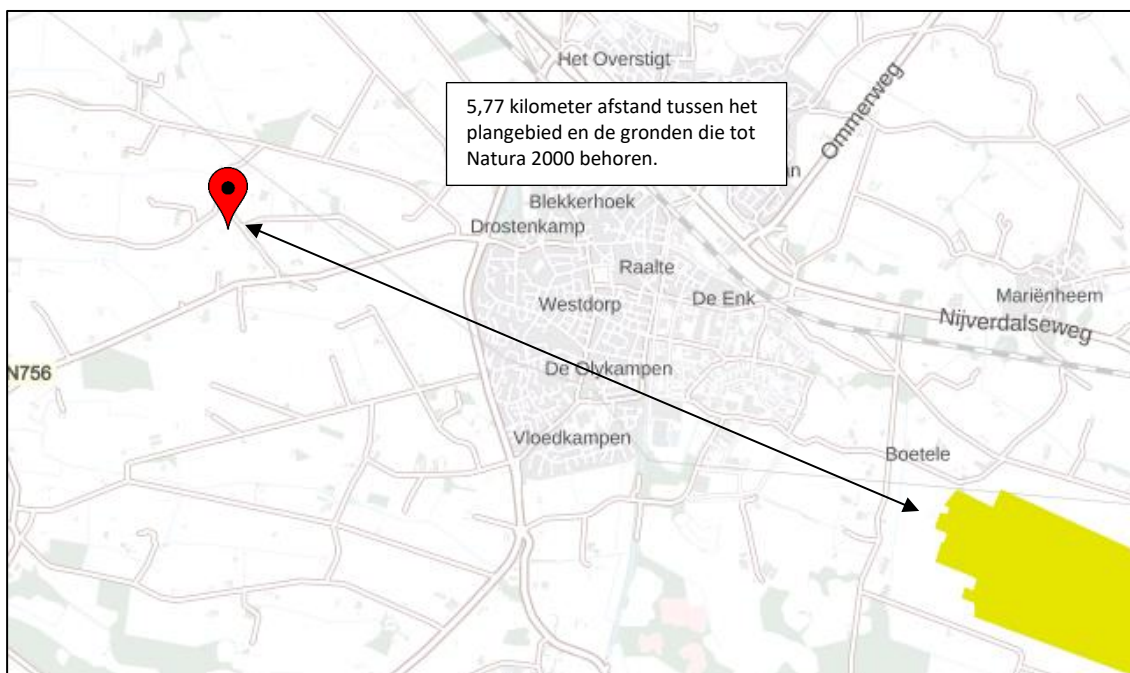 Het Overstigt
5,77 kilometer afstand tussen het
plangebied en de gronden die tot
Natura 2000 behoren.
Ommerweg
an
Blekkerhoek
Drostenkamp
Raalte
De Enk
Westdorp
Mariënheem
Nijverdalseweg
N756
De Olykampen
Vloedkampen
Boetele